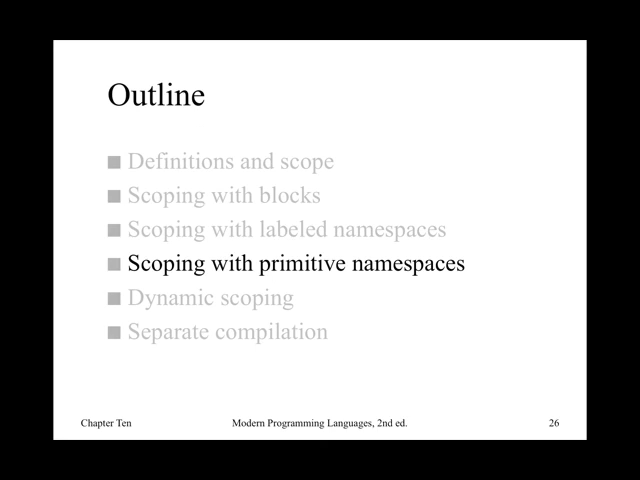 Outline
Definitions and scope
Scoping with blocks
Scoping with labeled namespaces
Scoping with primitive namespaces
Dynamic scoping
Separate compilation
Chapter Ten
Modern Programming Languages, 2nd ed.
26